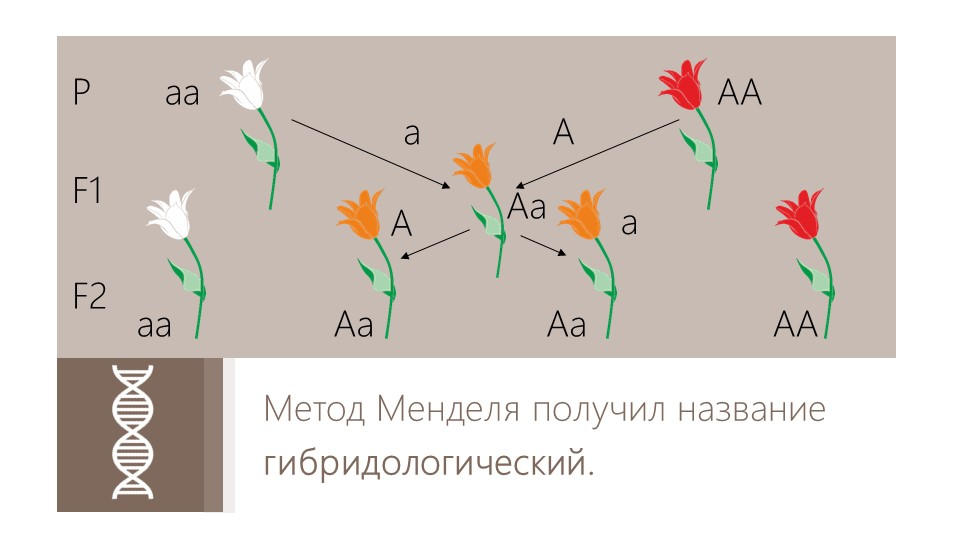 P aa AA
a A
F1 Aa
A a
F2
aa Aa Aa AA
Метод Менделя получил название
гибридологический.